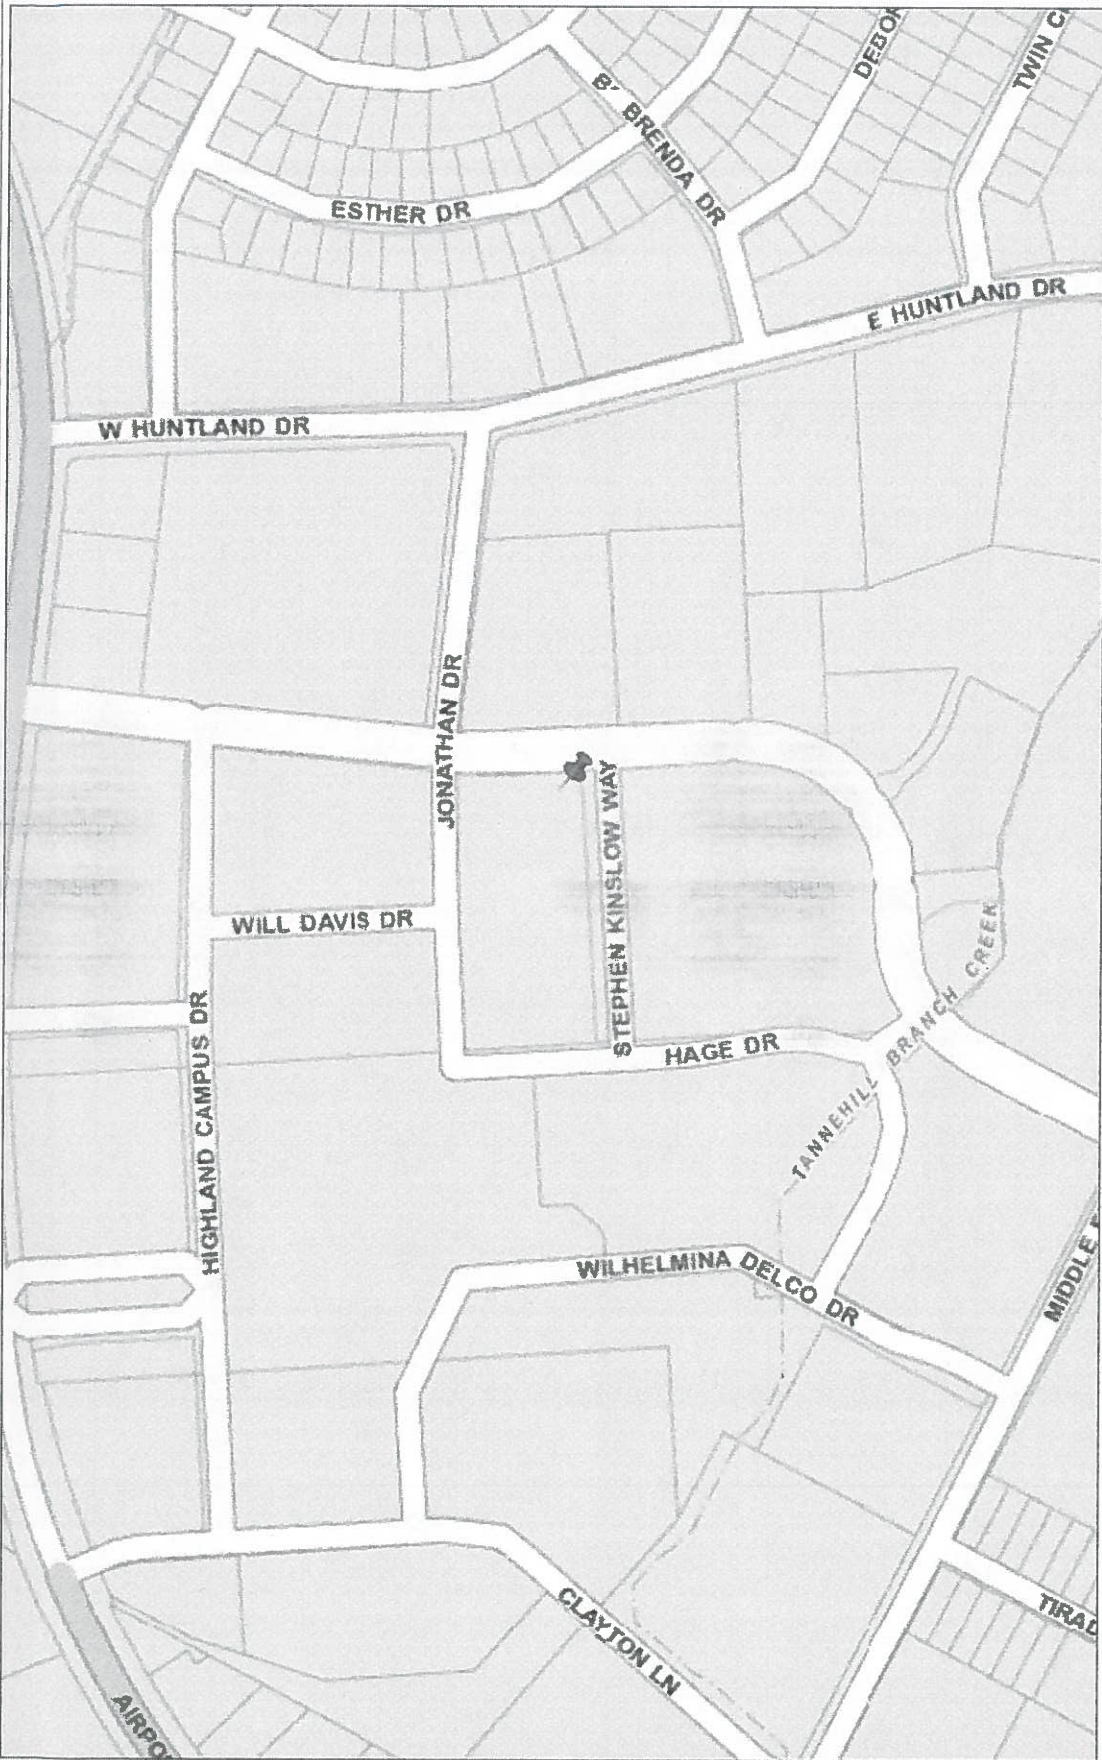 DEBOR
TWIN C
B
BRENDA DR
ESTHER DR
E HUNTLAND DR
W HUNTLAND DR
JONATHAN DR
STEPHEN KINSLOW WAY
WILL DAVIS DR
TANNEHILL BRANCH CREEK
HIGHLAND CAMPUS DR
HAGE DR
WILHELMINA DELCO DR
MIDDLE
CLAYTON LN
TIRAD
AIRPO